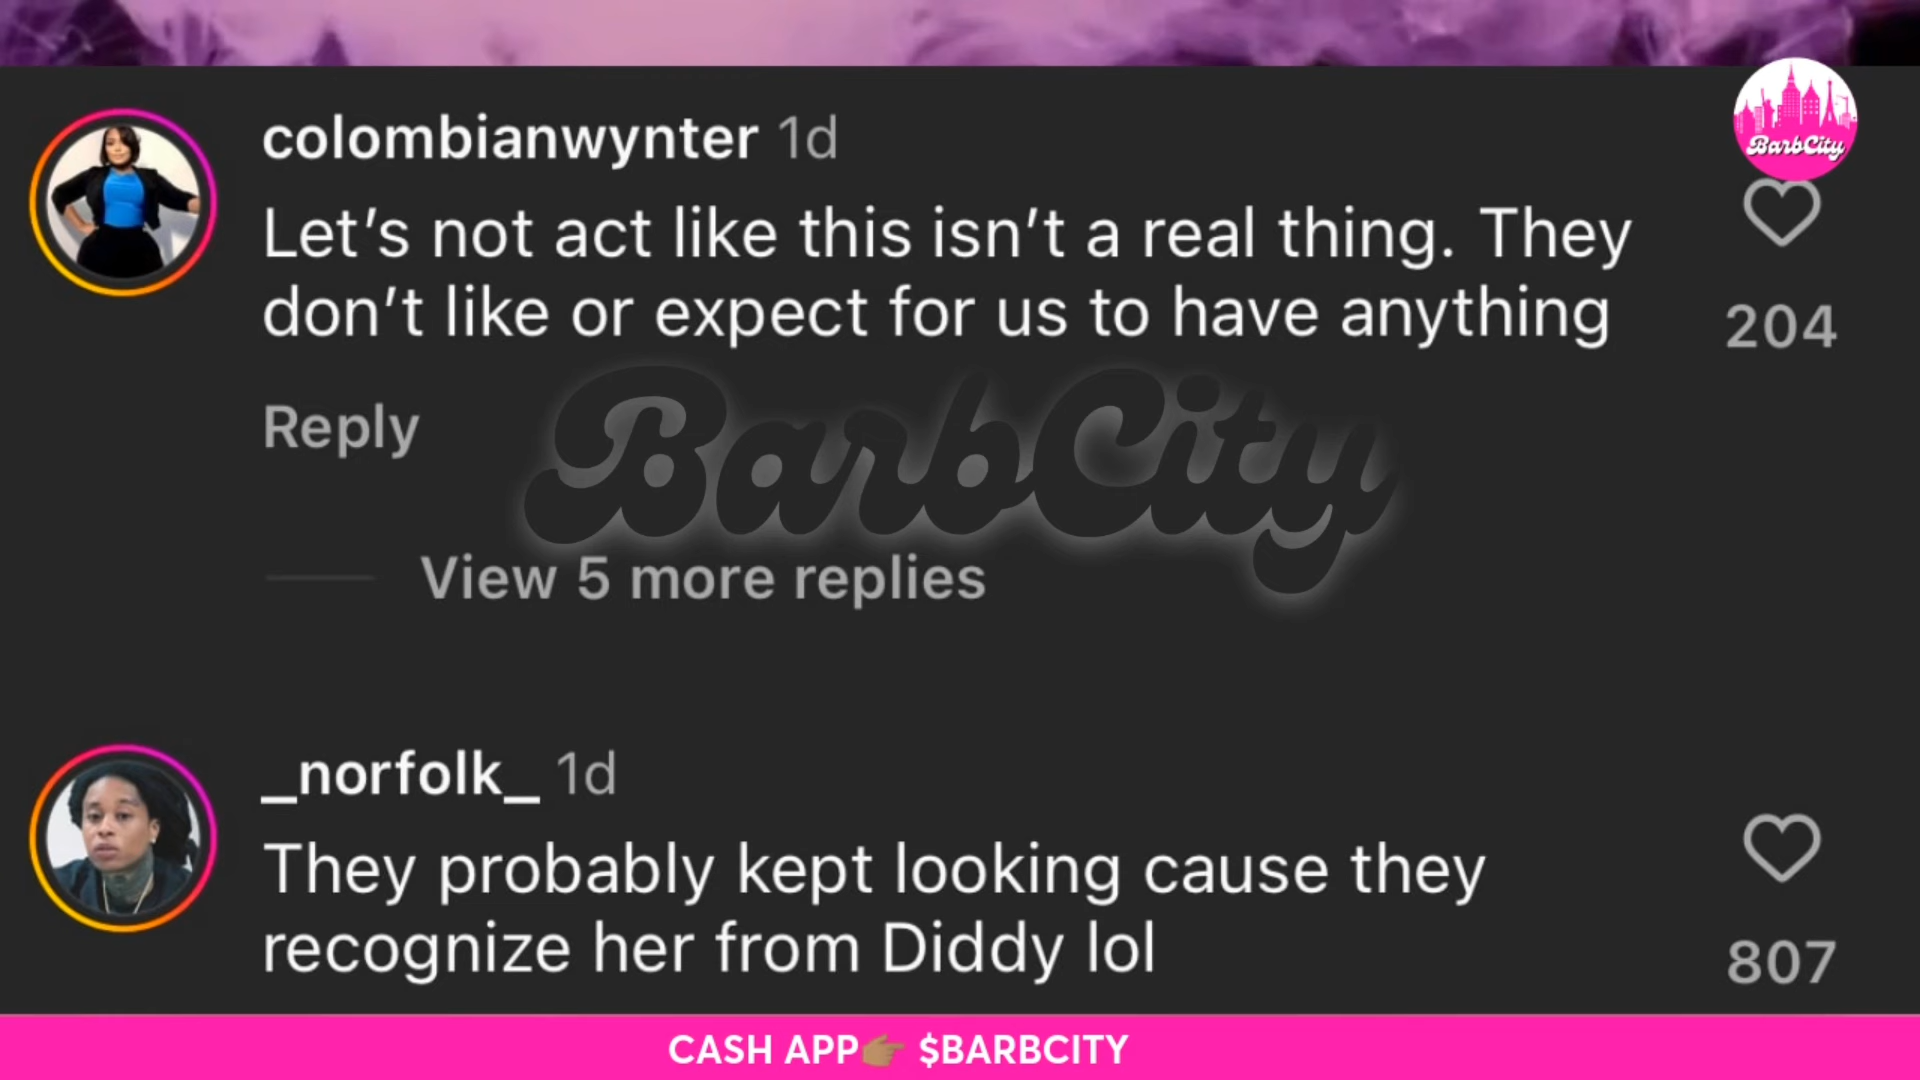 colombianwynter 1d
BarbCity
Let’s not act like this isn’t a real thing. They
don’t like or expect for us to have anything
204
Reply
BarbCity
View 5 more replies
_norfolk_ 1d
They probably kept looking cause they
recognize her from Diddy lol
807
CASH APP👉🏽 $BARBCITY